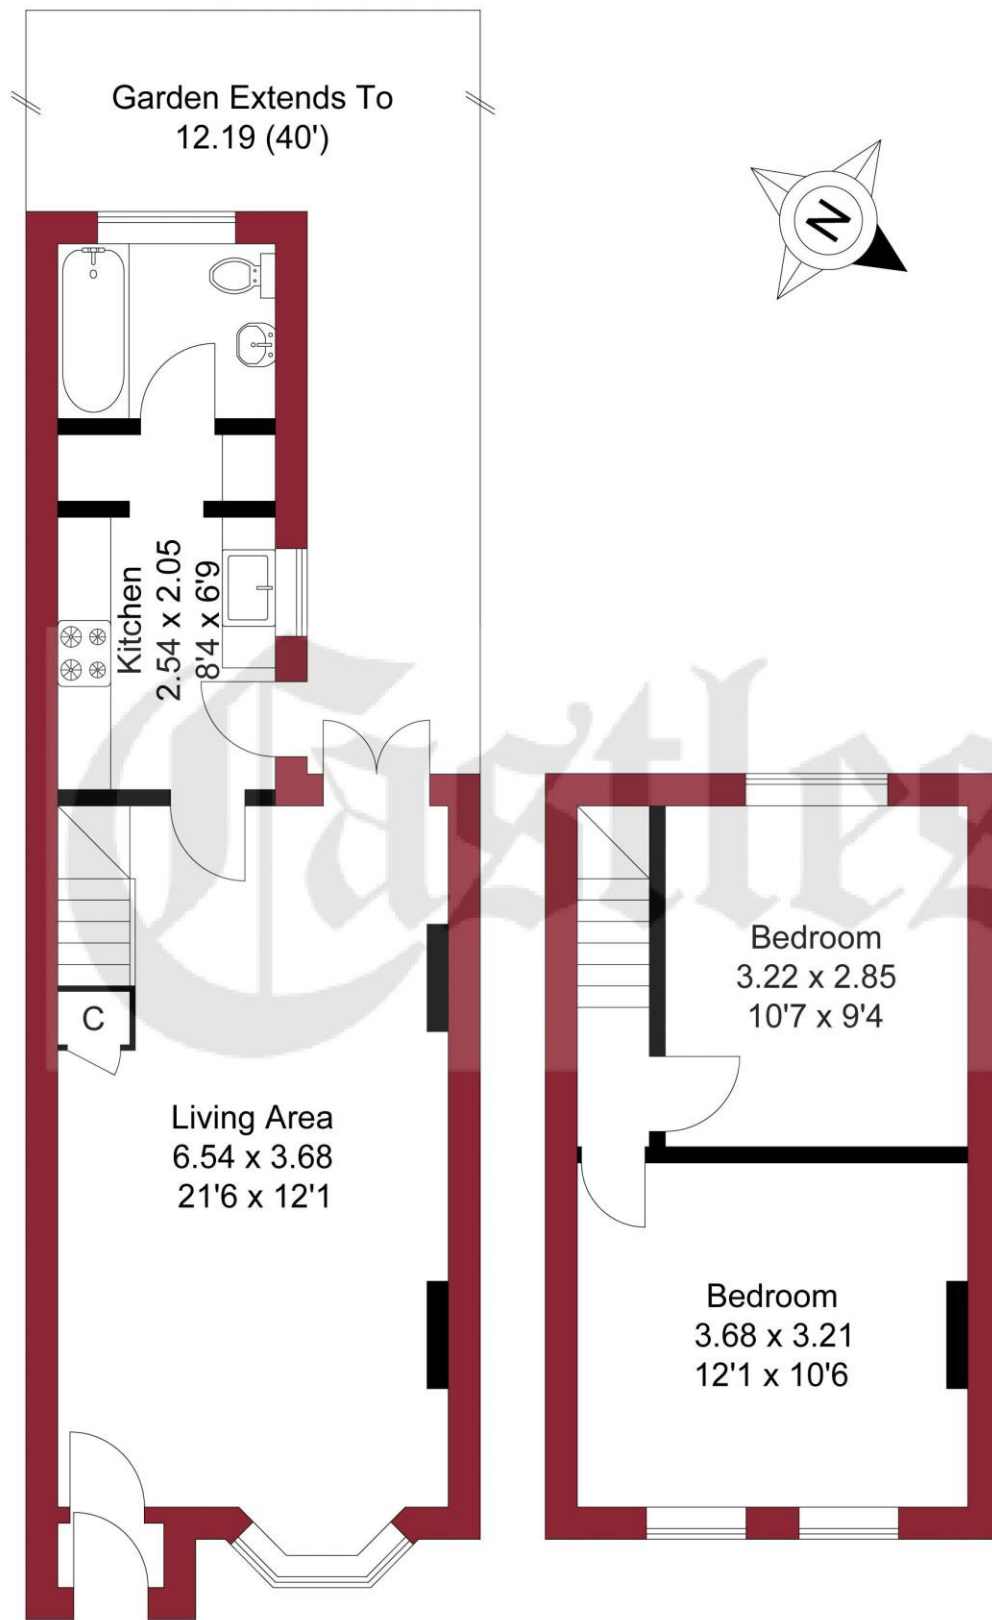 Garden Extends To
12.19 (40')
N
Kitchen
2.54 x 2.05
8'4 x 6'9
Castles
C
Bedroom
3.22 x 2.85
10'7 x 9'4
Living Area
6.54 x 3.68
21'6 x 12'1
Bedroom
3.68 x 3.21
12'1 x 10'6